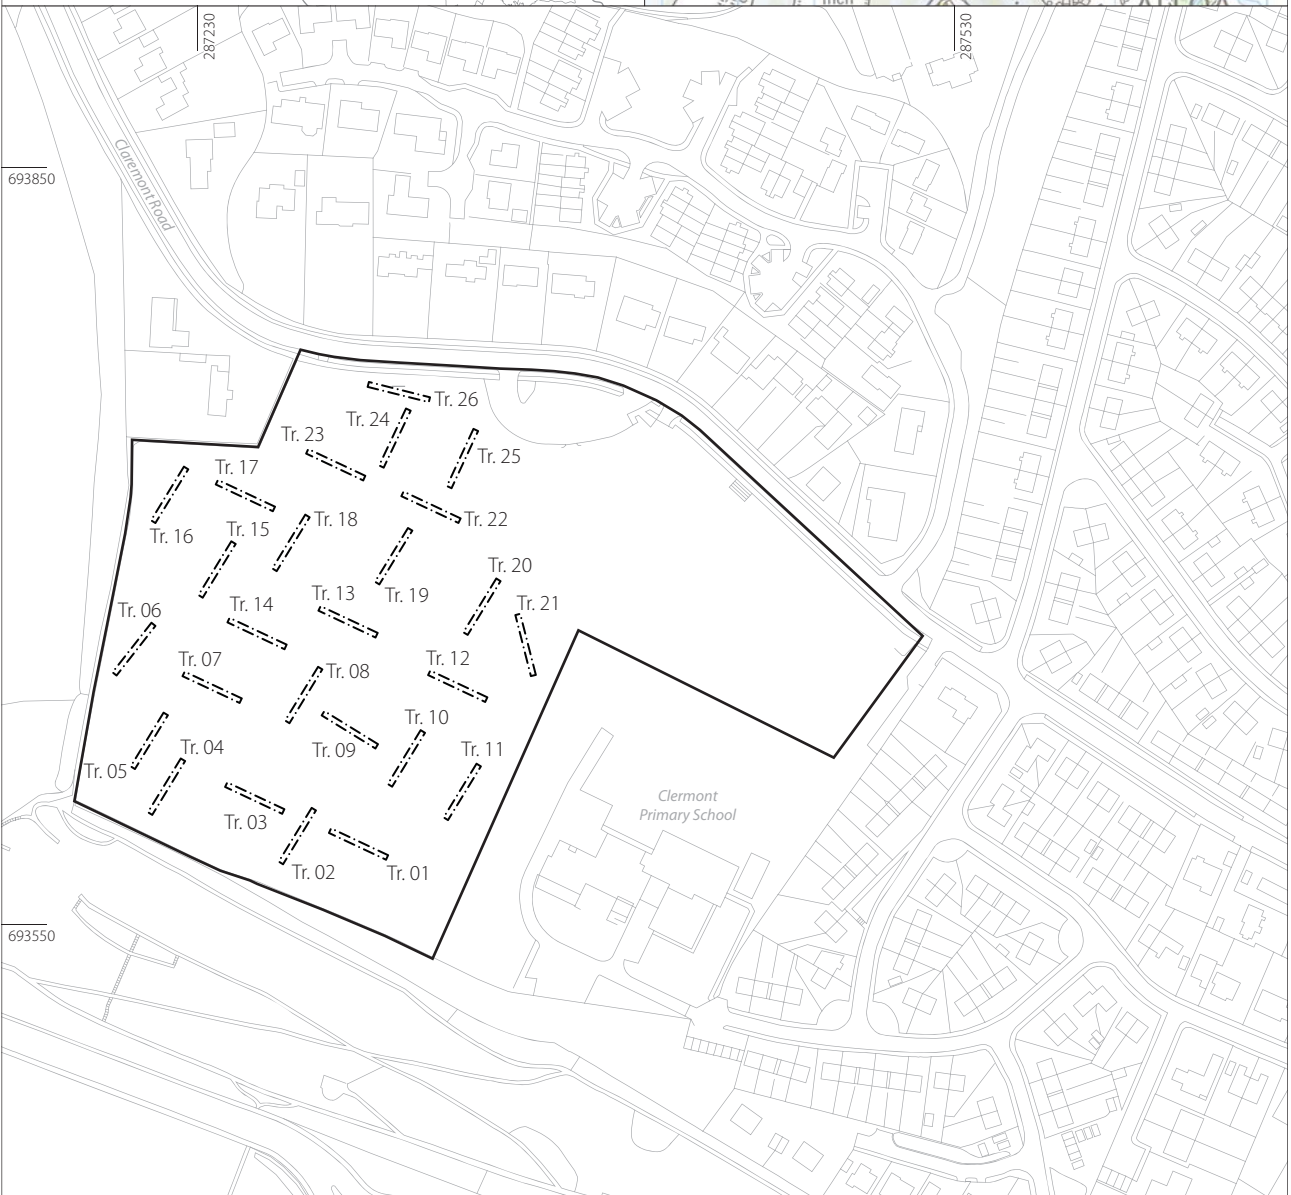 287230
287530
693850
Claremont Road
Tr. 26
Tr. 24
Tr. 23
Tr. 25
Tr. 17
Tr. 22
Tr. 18
Tr. 15
Tr. 16
Tr. 20
Tr. 19
Tr. 13
Tr. 21
Tr. 14
Tr. 06
Tr. 12
Tr. 07
Tr. 08
Tr. 10
Tr. 09
Tr. 04
Tr. 11
Tr. 05
Clermont
Primary School
Tr. 03
Tr. 02
Tr. 01
693550